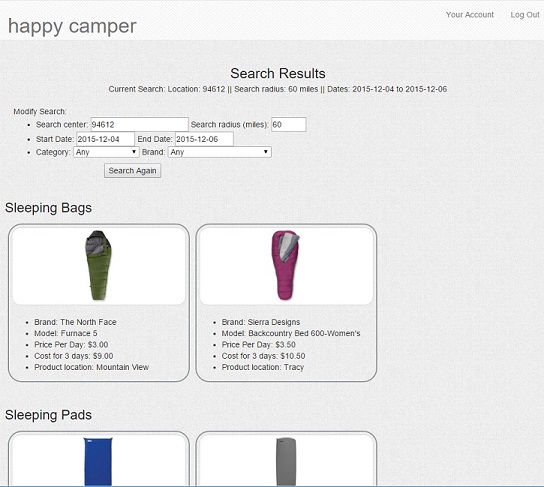 happy camper
Your Account Log Out
Search Results
Current Search: Location: 94612 || Search radius: 60 miles || Dates: 2015-12-04 to 2015-12-06
Modify Search:
Search center: 94612 Search radius (miles): 60
Start Date: 2015-12-04 End Date: 2015-12-06
Category: Any Brand: Any
Search Again
Sleeping Bags
Brand: The North Face
Model: Furnace 5
Price Per Day: $3.00
Cost for 3 days: $9.00
Product location: Mountain View
Brand: Sierra Designs
Model: Backcountry Bed 600-Women's
Price Per Day: $3.50
Cost for 3 days: $10.50
Product location: Tracy
Sleeping Pads